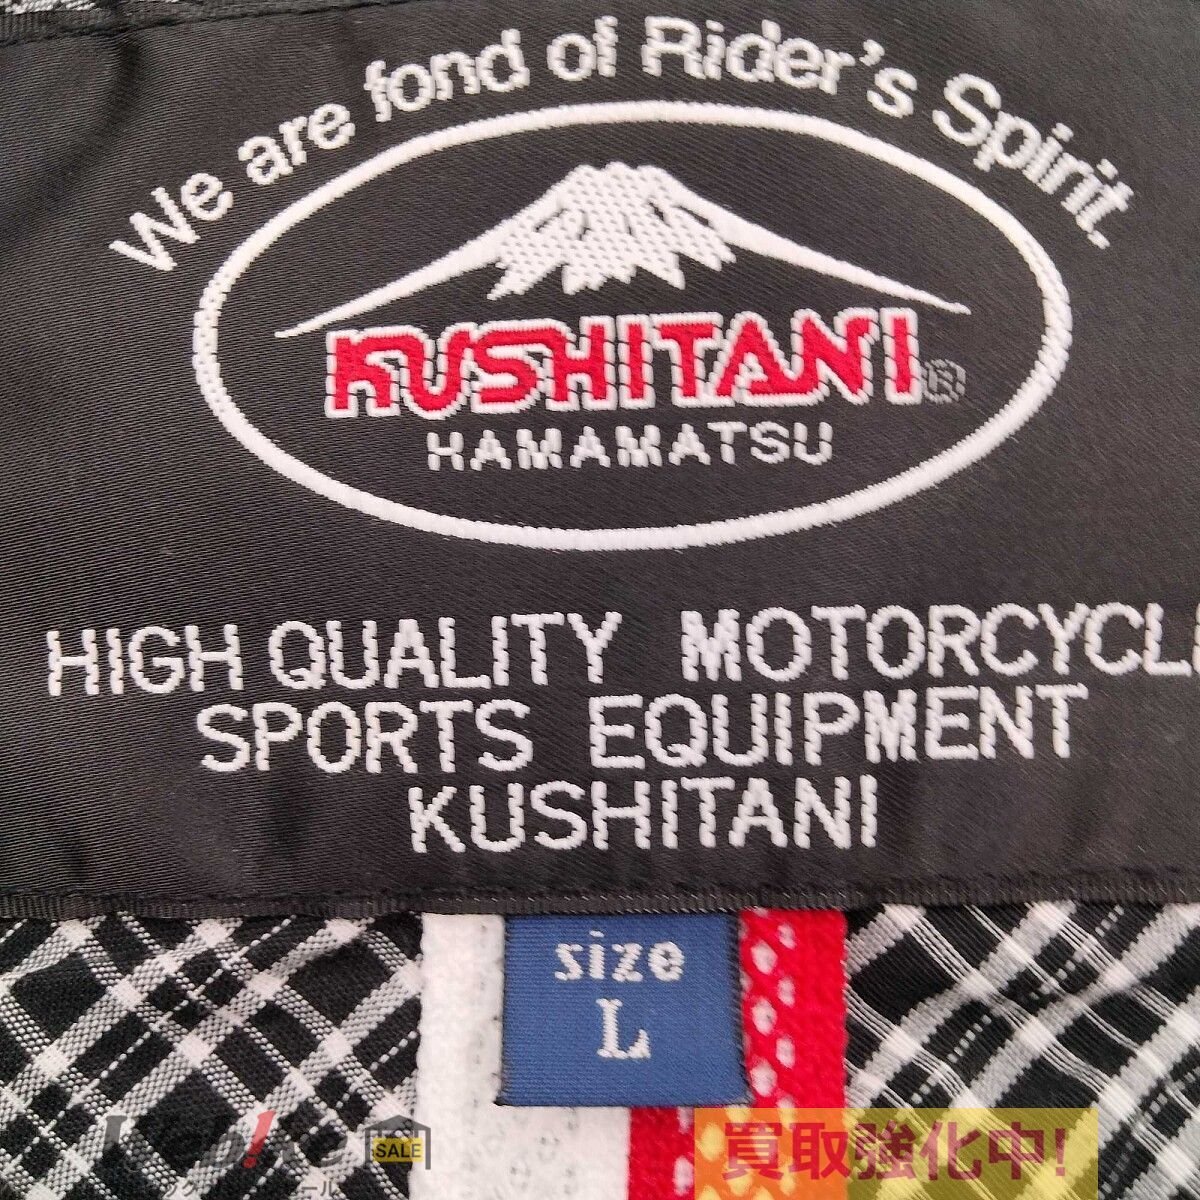 We are fond of Rider's Spirit.
KUSHITANI®
HAMAMATSU
HIGH QUALITY MOTORCYCL
SPORTS EQUIPMENT
KUSHITANI
size
L
SALE
買取強化中!